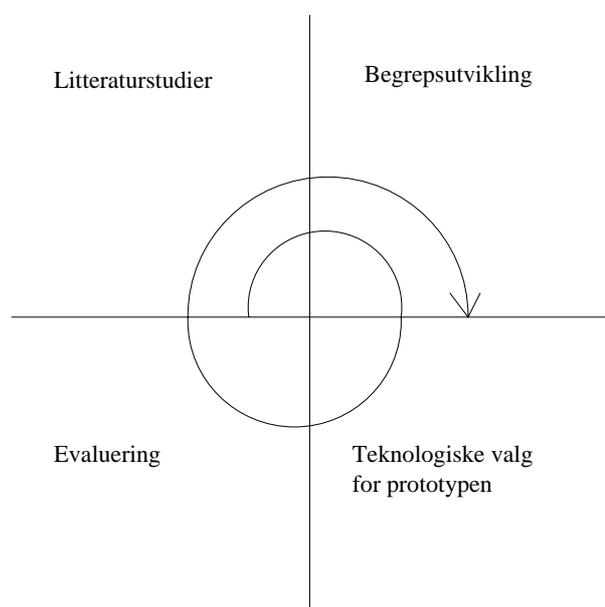 Litteraturstudier
Begrepsutvikling
Evaluering
Teknologiske valg
for prototypen